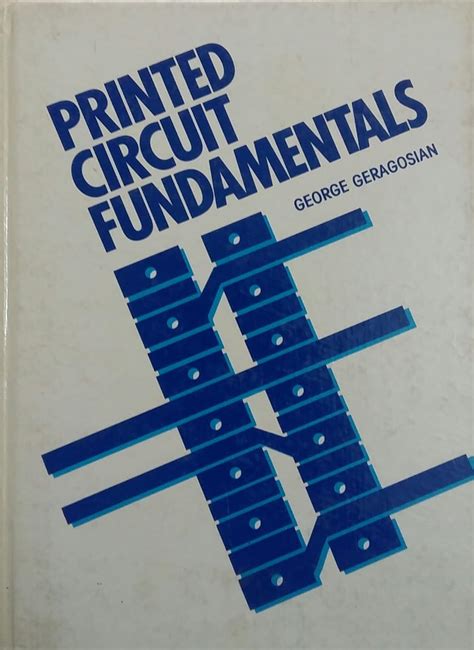 PRINTED
CIRCUIT
FUNDAMENTALS
GEORGE GERAGOSIAN